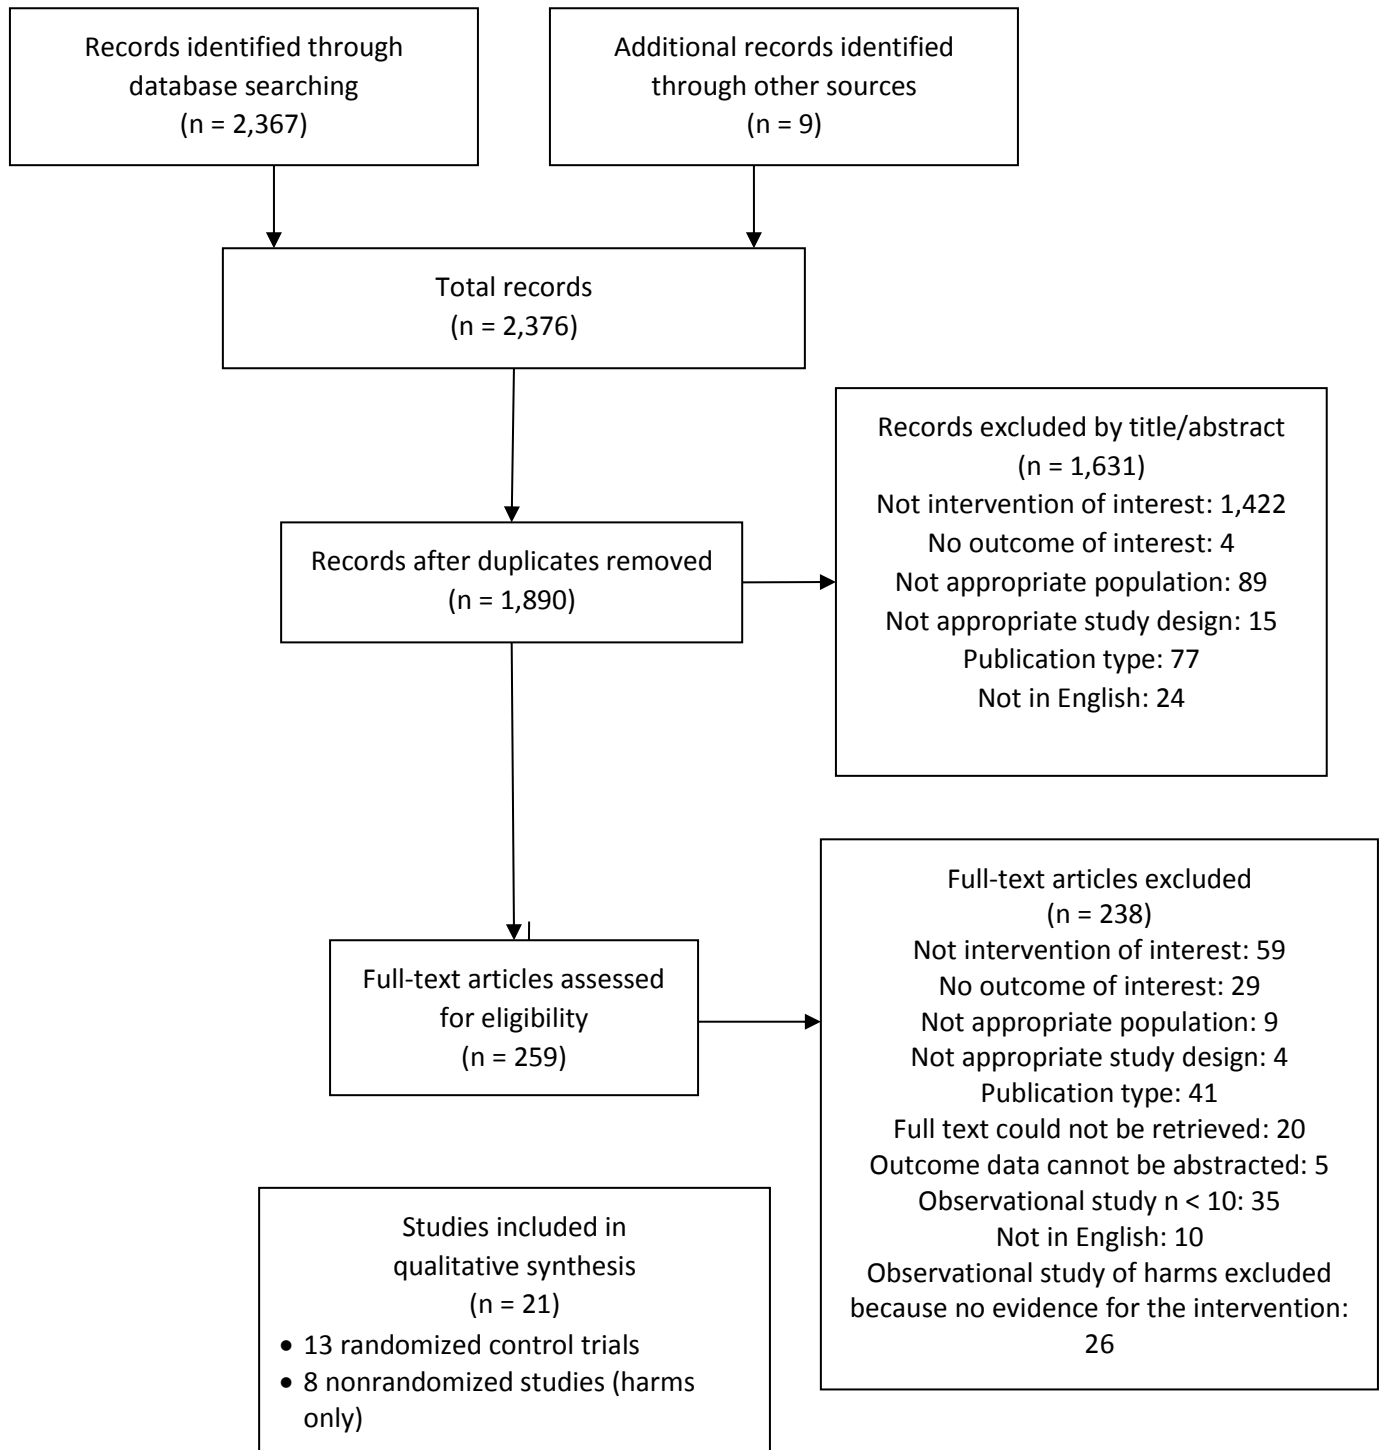 Records identified through
database searching
(n = 2,367)
Additional records identified
through other sources
(n = 9)
Total records
(n = 2,376)
Records after duplicates removed
(n = 1,890)
Records excluded by title/abstract
(n = 1,631)
Not intervention of interest: 1,422
No outcome of interest: 4
Not appropriate population: 89
Not appropriate study design: 15
Publication type: 77
Not in English: 24
Full-text articles assessed
for eligibility
(n = 259)
Full-text articles excluded
(n = 238)
Not intervention of interest: 59
No outcome of interest: 29
Not appropriate population: 9
Not appropriate study design: 4
Publication type: 41
Full text could not be retrieved: 20
Outcome data cannot be abstracted: 5
Observational study n < 10: 35
Not in English: 10
Observational study of harms excluded
because no evidence for the intervention:
26
Studies included in
qualitative synthesis
(n = 21)
• 13 randomized control trials
• 8 nonrandomized studies (harms
only)